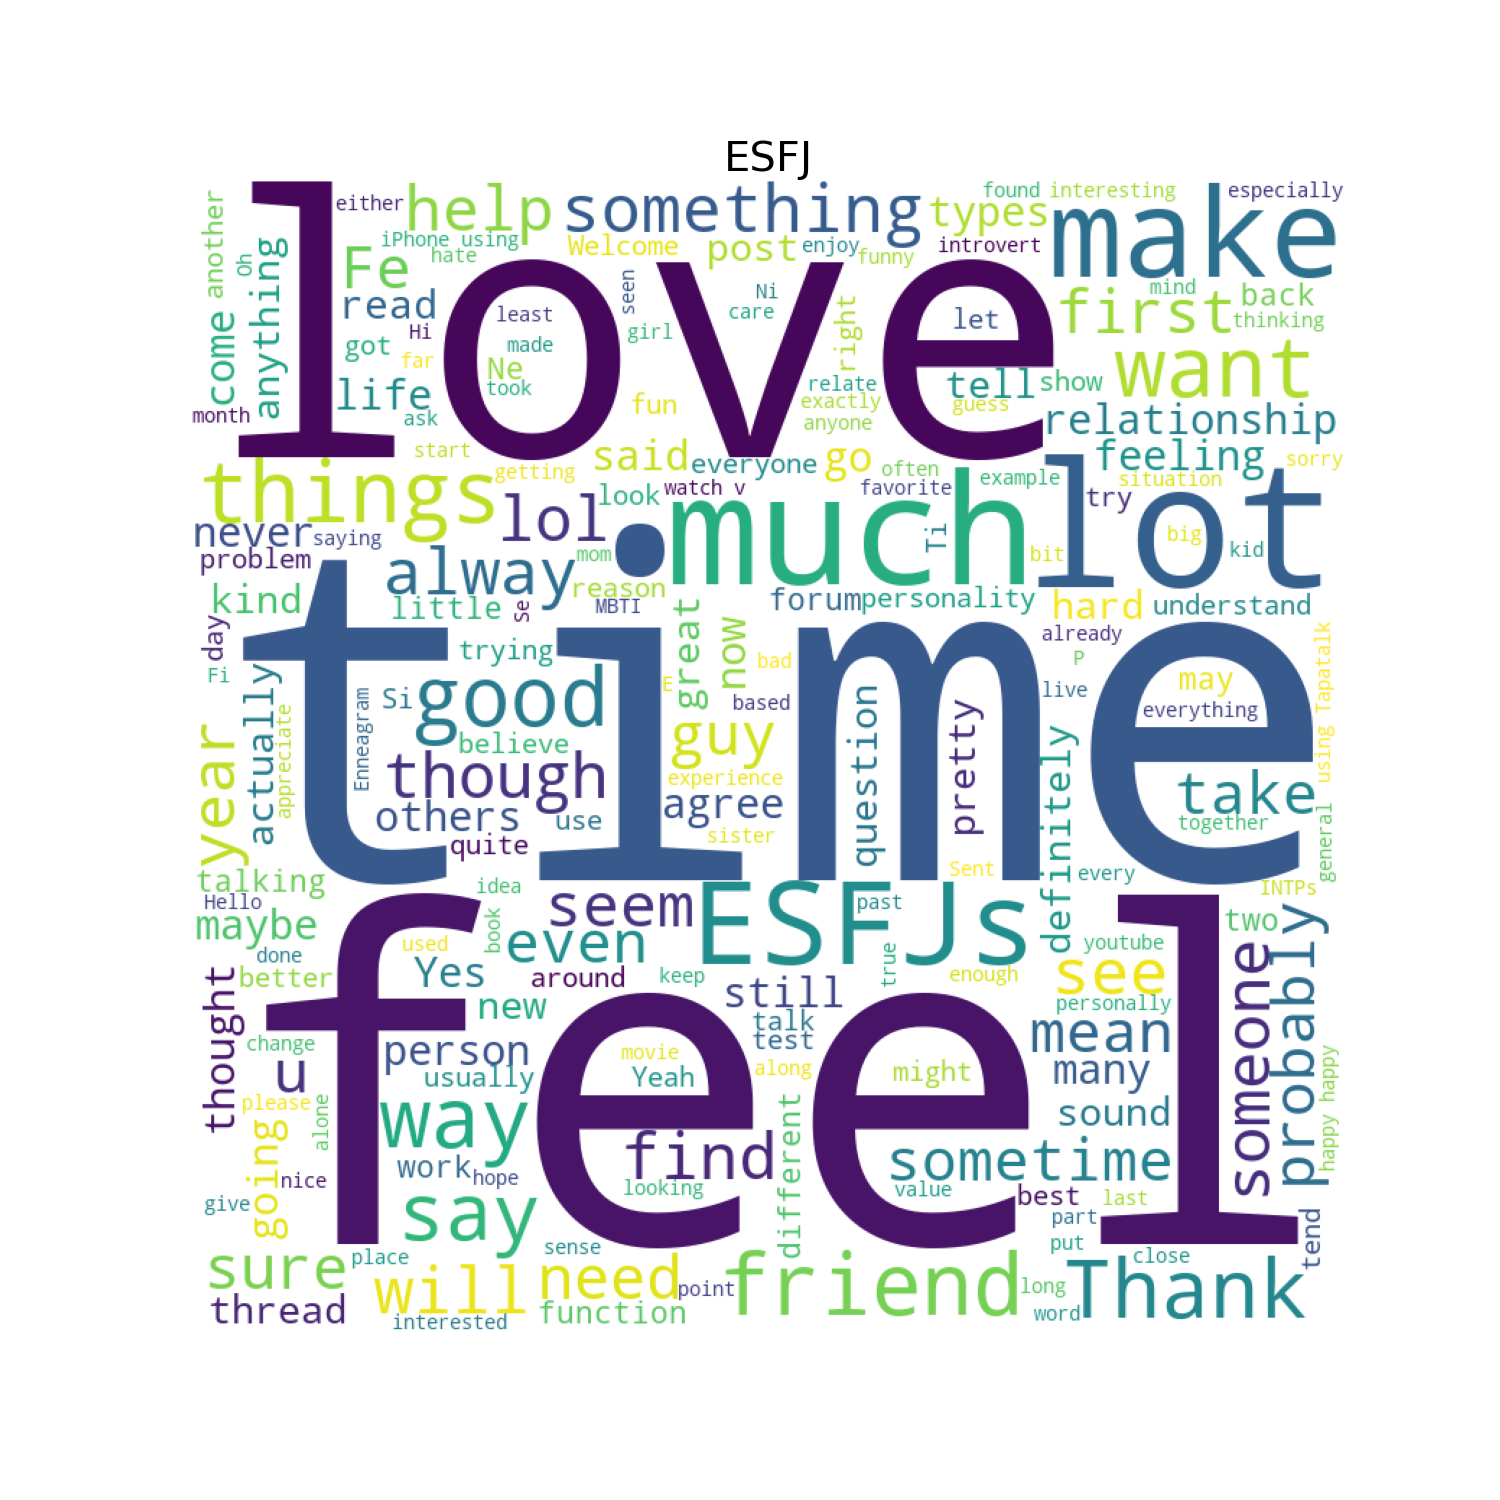 ESFJ
love
time
feel
either
help
something
found
interesting
especially
types
make
another
Oh
anything
come
iPhone using
hate
Fe
Welcome
post
enjoy
funny
introvert
read
seen
Ni
care
mind
first
back
thinking
Hi
least
girl
right
let
got
made
far
Ne
want
life
took
relate
exactly
tell
show
guess
fun
anyone
month
ask
relationship
start
said
everyone
go
often
feeling
sorry
things
getting
look
watch v
favorite
example
situation
try
lot
lol
much
never
saying
Ti
big
problem
mom
bit
kid
alway
reason
kind
little
Se
MBTI
forum
personality
hard
understand
day
great
now
already
using Tapatalk
trying
bad
P
Fi
E
may
Si
good
based
live
everything
actually
Enneagram
appreciate
question
pretty
believe
guy
definitely
year
though
experience
take
others
use
agree
together
sister
general
quite
talking
idea
Sent
every
INTPs
Hello
seem
ESFJs
past
maybe
book
two
used
even
youtube
done
better
Yes
around
keep
true
enough
see
someone
probably
thought
new
still
personally
talk
test
change
person
movie
mean
u
usually
Yeah
along
might
many
please
alone
way
different
sound
happy happy
going
find
nice
work
hope
sometime
looking
value
best
last
give
say
part
tend
sense
put
sure
place
close
will
need
point
friend
long
Thank
thread
interested
function
word